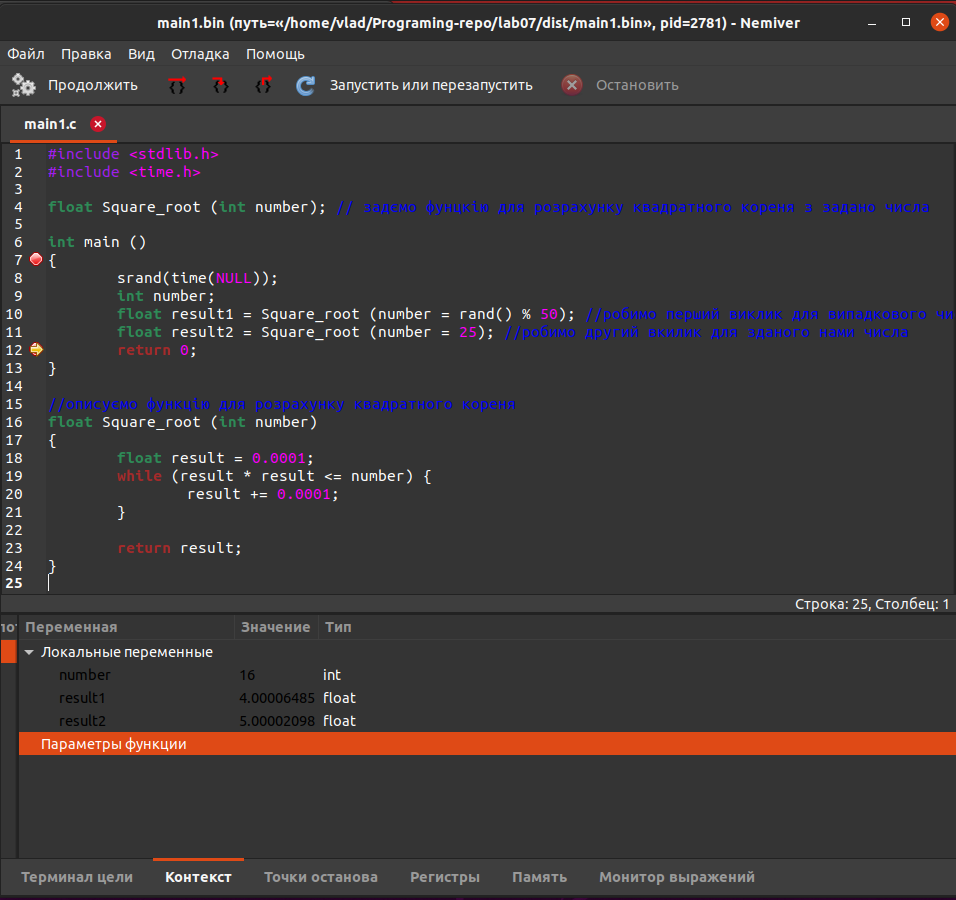 main1.bin (путь=«/home/vlad/Programing-repo/lab07/dist/main1.bin», pid=2781) - Nemiver
Файл Правка Вид Отладка Помощь
Продолжить Запустить или перезапустить Остановить
main1.c
1 #include <stdlib.h>
2 #include <time.h>
3
4 float Square_root (int number); // задємо фунцкію для розрахунку квадратного кореня з задано числа
5
6 int main ()
7 {
8 srand(time(NULL));
9 int number;
10 float result1 = Square_root (number = rand() % 50); //робимо перший виклик для випадкового чи
11 float result2 = Square_root (number = 25); //робимо другий вкилик для зданого нами числа
12 return 0;
13 }
14
15 //описуємо функцію для розрахунку квадратного кореня
16 float Square_root (int number)
17 {
18 float result = 0.0001;
19 while (result * result <= number) {
20 result += 0.0001;
21 }
22
23 return result;
24 }
25
Строка: 25, Столбец: 1
Переменная Значение Тип
Локальные переменные
number 16 int
result1 4.00006485 float
result2 5.00002098 float
Параметры функции
Терминал цели Контекст Точки останова Регистры Память Монитор выражений